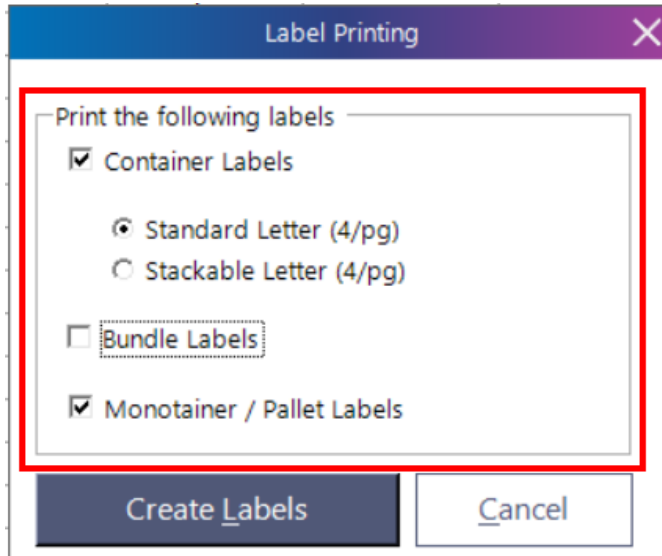 Label Printing
Print the following labels
Container Labels
Standard Letter (4/pg)
Stackable Letter (4/pg)
Bundle Labels
Monotainer / Pallet Labels
Create Labels
Cancel